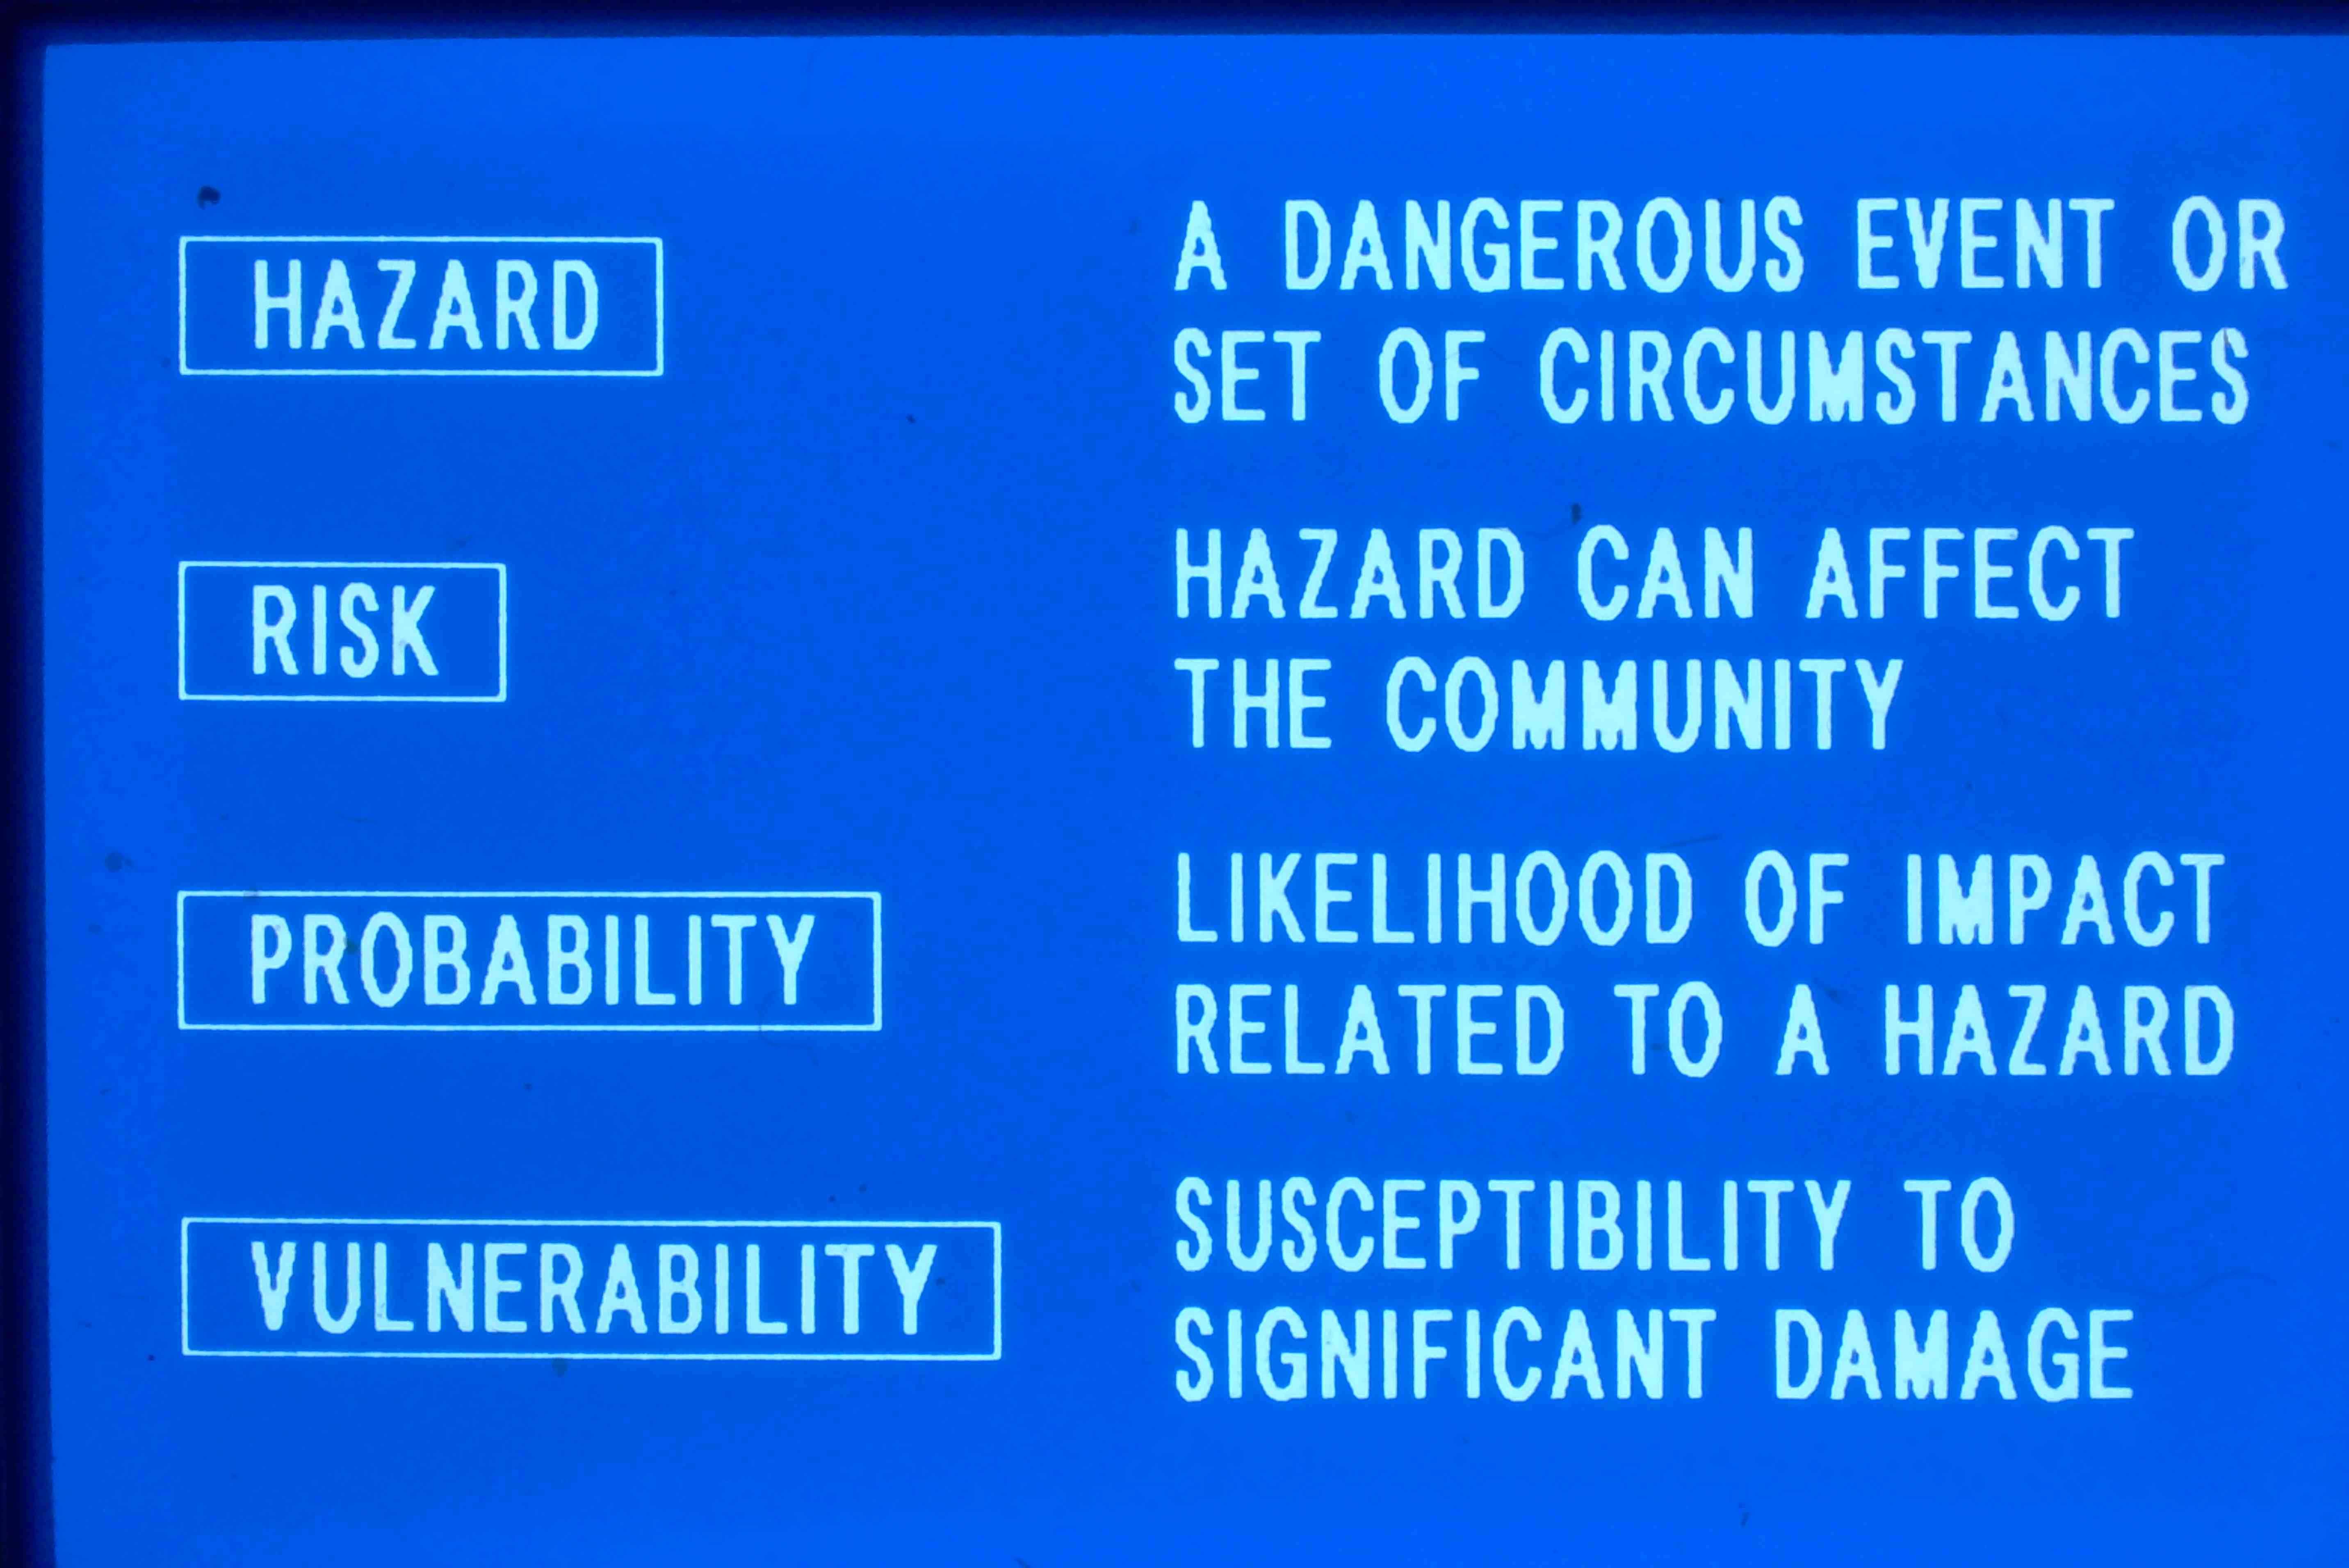 HAZARD
A DANGEROUS EVENT OR
SET OF CIRCUMSTANCES
RISK
HAZARD CAN AFFECT
THE COMMUNITY
PROBABILITY
LIKELIHOOD OF IMPACT
RELATED TO A HAZARD
VULNERABILITY
SUSCEPTIBILITY TO
SIGNIFICANT DAMAGE